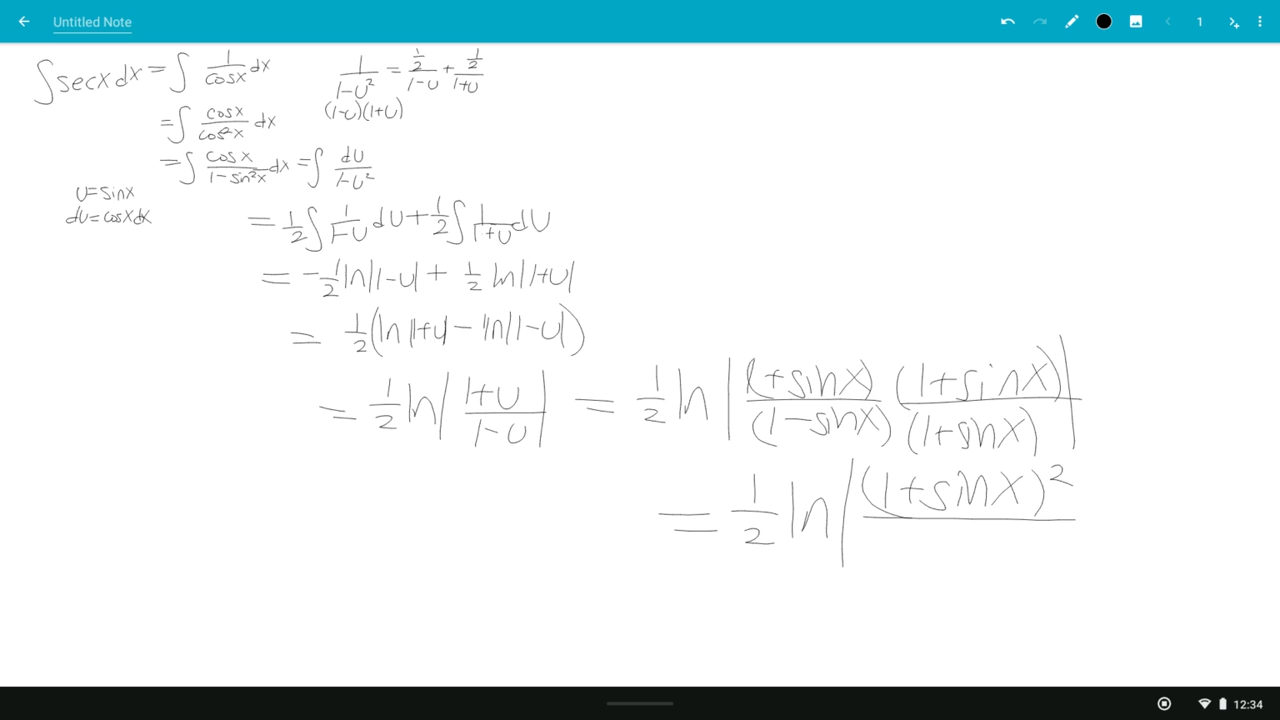 Untitled Note
1
∫secx dx = ∫ 1/cosx dx
1/(1-u²) = (1/2)/(1-u) + (1/2)/(1+u)
(1-u)(1+u)
= ∫ cosx/cos²x dx
= ∫ cosx/(1-sin²x) dx = ∫ du/(1-u²)
u=sinx
du=cosxdx
= 1/2 ∫ 1/(1-u) du + 1/2 ∫ 1/(1+u) du
= -1/2 ln|1-u| + 1/2 ln|1+u|
= 1/2 (ln|1+u| - ln|1-u|)
= 1/2 ln|(1+u)/(1-u)| = 1/2 ln|(1+sinx)/(1-sinx) (1+sinx)/(1+sinx)|
= 1/2 ln|(1+sinx)²
12:34